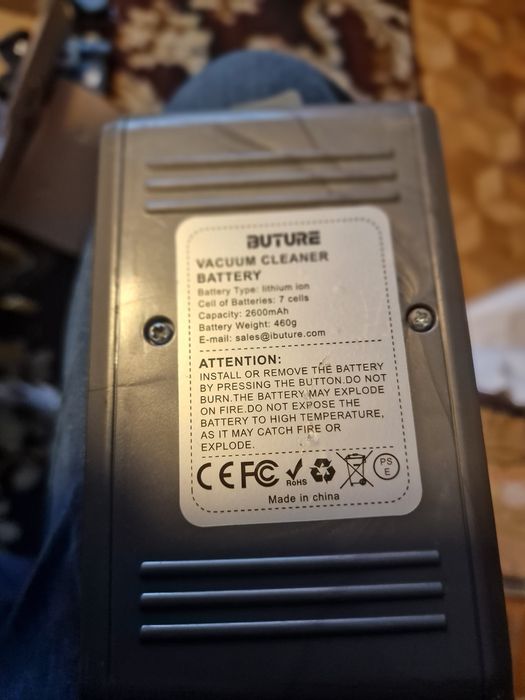 BUTURE
VACUUM CLEANER
BATTERY
Battery Type: lithium ion
Cell of Batteries: 7 cells
Capacity: 2600mAh
Battery Weight: 460g
E-mail: sales@ibuture.com
ATTENTION:
INSTALL OR REMOVE THE BATTERY
BY PRESSING THE BUTTON.DO NOT
BURN.THE BATTERY MAY EXPLODE
ON FIRE.DO NOT EXPOSE THE
BATTERY TO HIGH TEMPERATURE,
AS IT MAY CATCH FIRE OR
EXPLODE.
CE FC RoHS PS
E
Made in china